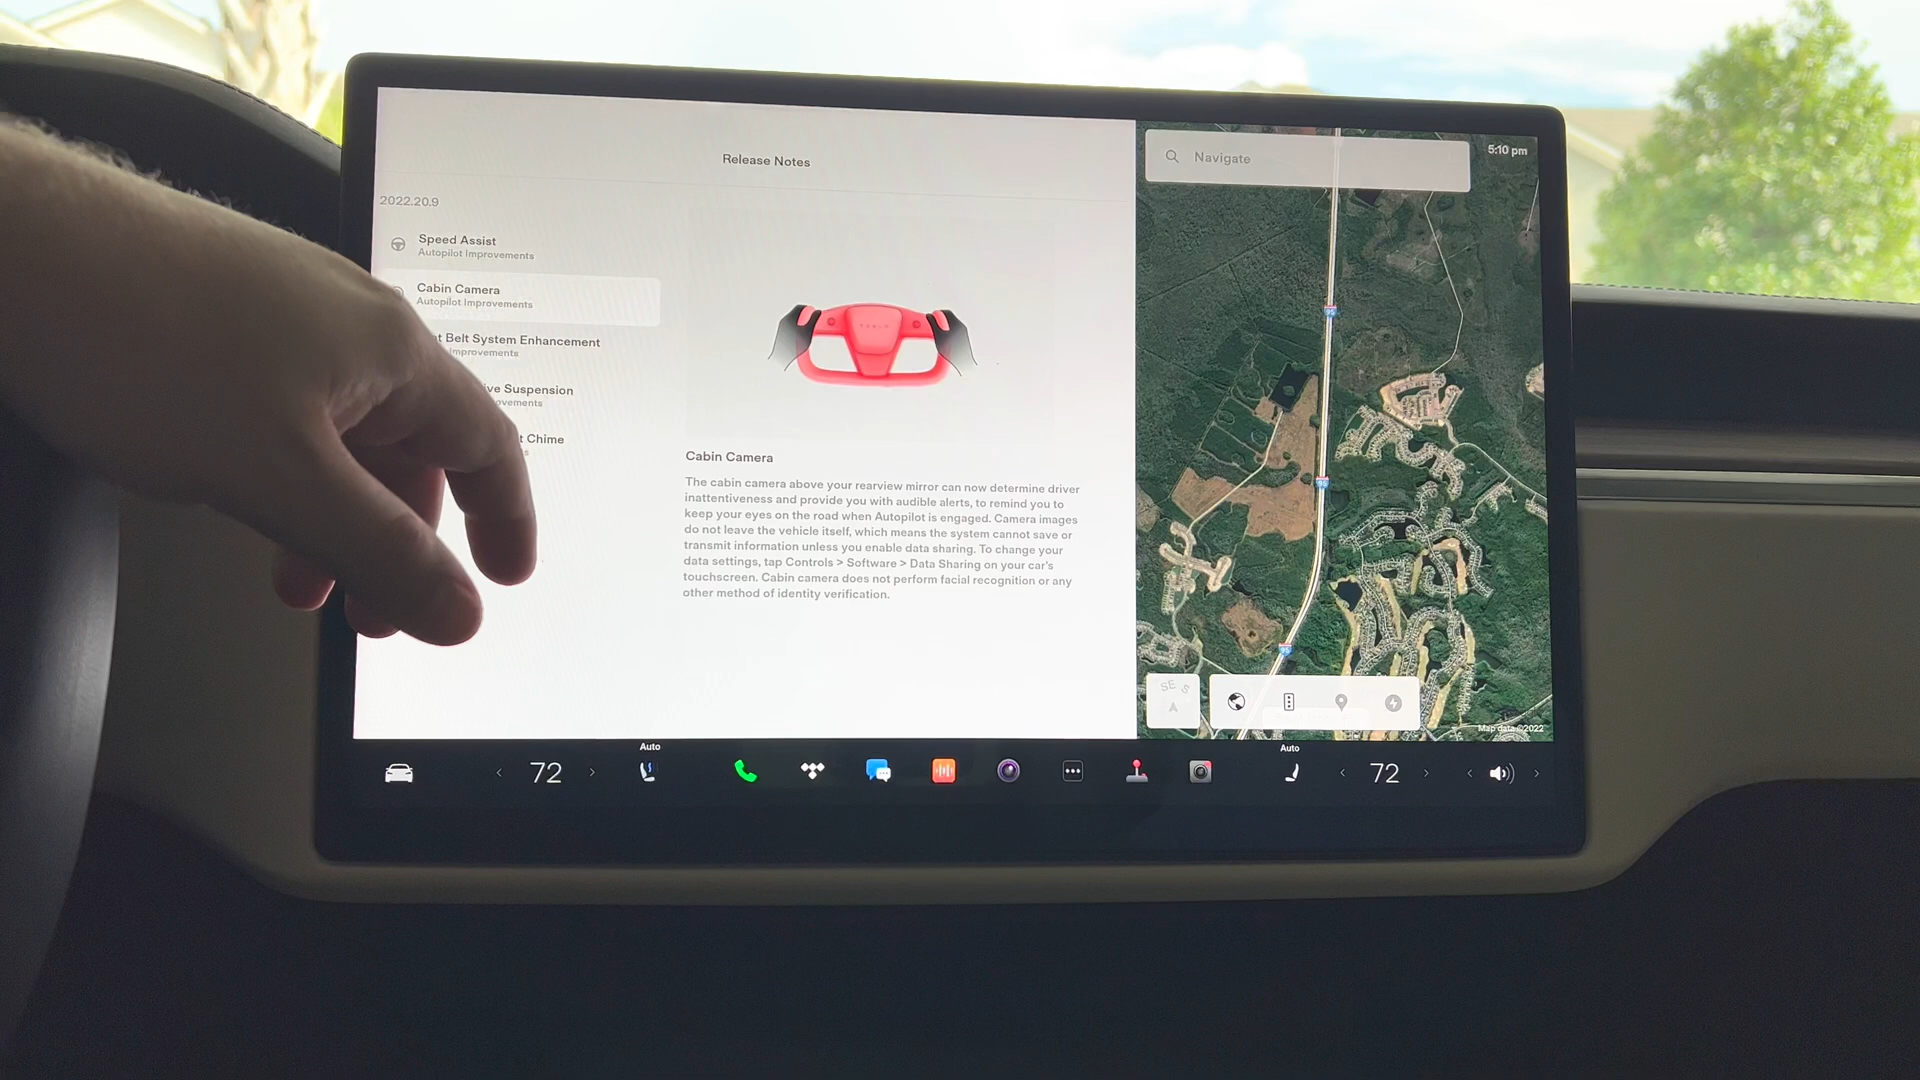 Release Notes
2022.20.9
Speed Assist
Autopilot Improvements
Cabin Camera
Autopilot Improvements
Belt System Enhancement
Improvements
Suspension
Chime
TESLA
Cabin Camera
The cabin camera above your rearview mirror can now determine driver
inattentiveness and provide you with audible alerts, to remind you to
keep your eyes on the road when Autopilot is engaged. Camera images
do not leave the vehicle itself, which means the system cannot save or
transmit information unless you enable data sharing. To change your
data settings, tap Controls > Software > Data Sharing on your car's
touchscreen. Cabin camera does not perform facial recognition or any
other method of identity verification.
Navigate
5:10 pm
95
95
95
SE S
Map data ©2022
Auto
72
Auto
72